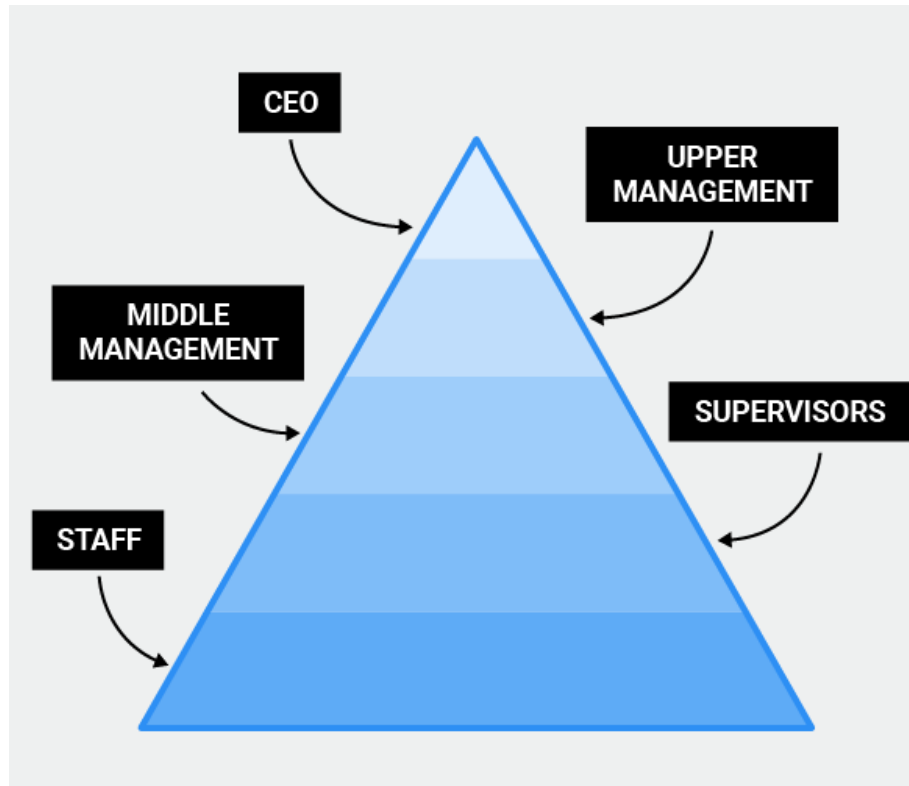 CEO
UPPER
MANAGEMENT
MIDDLE
MANAGEMENT
SUPERVISORS
STAFF